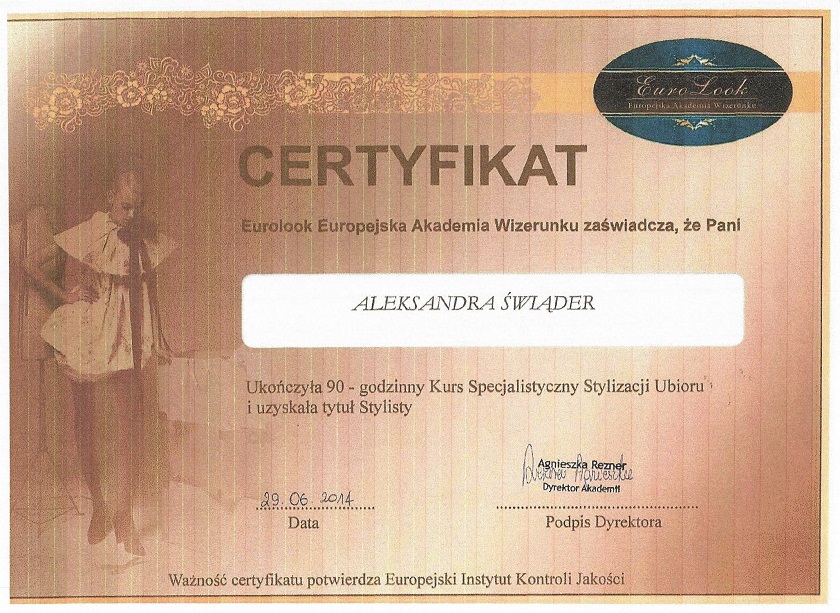 EuroLook
Europejska Akademia Wizerunku
CERTYFIKAT
Eurolook Europejska Akademia Wizerunku zaświadcza, że Pani
ALEKSANDRA ŚWIĄDER
Ukończyła 90 - godzinny Kurs Specjalistyczny Stylizacji Ubioru
i uzyskała tytuł Stylisty
Agnieszka Rezner
Dyrektor Akademii
29.06.2014
Data
Podpis Dyrektora
Ważność certyfikatu potwierdza Europejski Instytut Kontroli Jakości